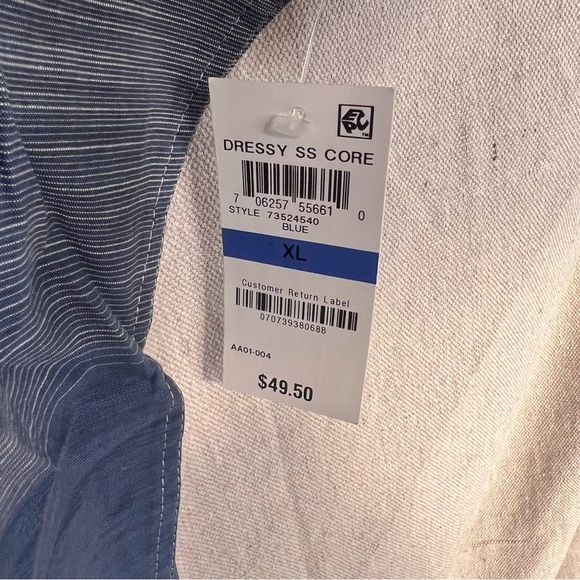 DRESSY SS CORE
7 06257 55661 0
STYLE 73524540
BLUE
XL
Customer Return Label
070739380688
AA01-004
$49.50